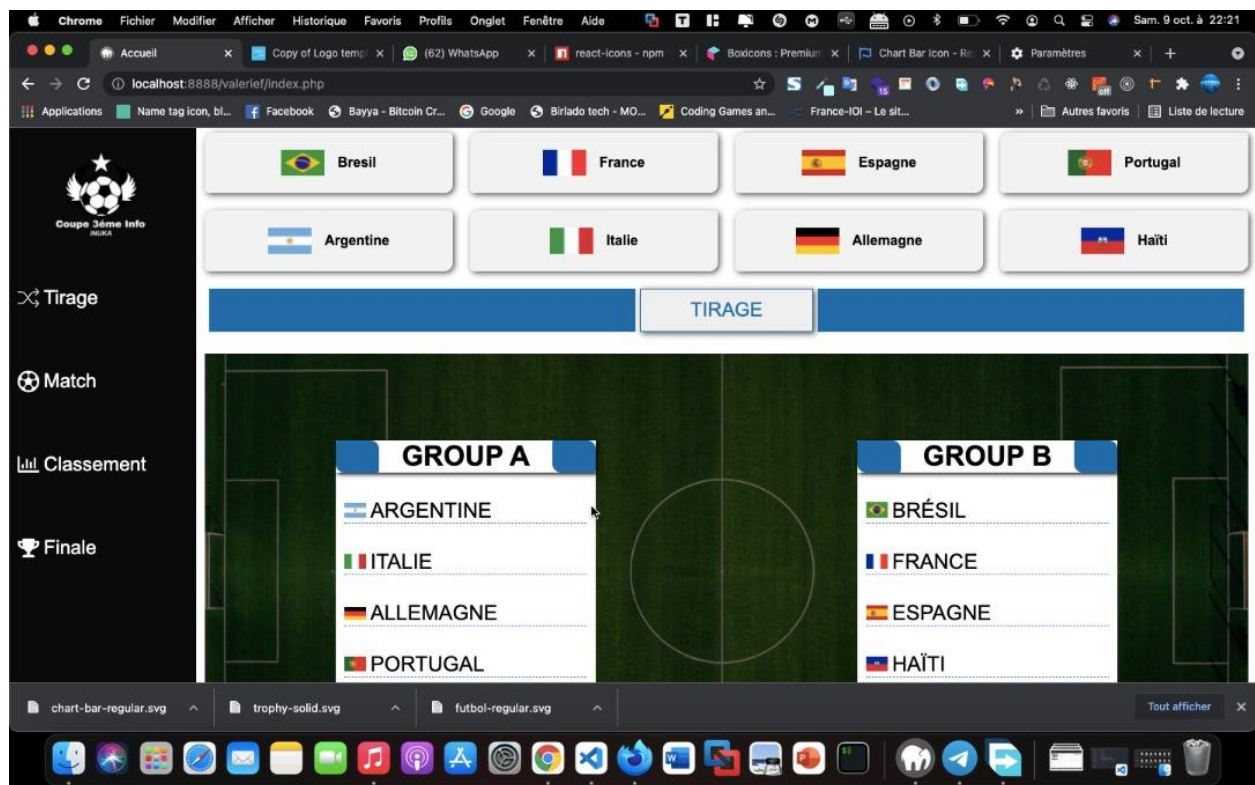 Chrome Fichier Modifier Afficher Historique Favoris Profils Onglet Fenêtre Aide Sam. 9 oct. à 22:21
Accueil Copy of Logo temp (62) WhatsApp react-icons - npm Boxicons : Premium Chart Bar Icon - Re Paramètres
localhost:8888/valerief/index.php
15 off
Applications Name tag icon, bl... Facebook Bayya - Bitcoin Cr... Google Birlado tech - MO... Coding Games an... France-IOI – Le sit... » Autres favoris Liste de lecture
Bresil France Espagne Portugal
Coupe 3éme Info
INUKA
Argentine Italie Allemagne Haïti
Tirage
TIRAGE
Match
GROUP A GROUP B
Classement
ARGENTINE BRÉSIL
Finale
ITALIE FRANCE
ALLEMAGNE ESPAGNE
PORTUGAL HAÏTI
chart-bar-regular.svg trophy-solid.svg futbol-regular.svg Tout afficher